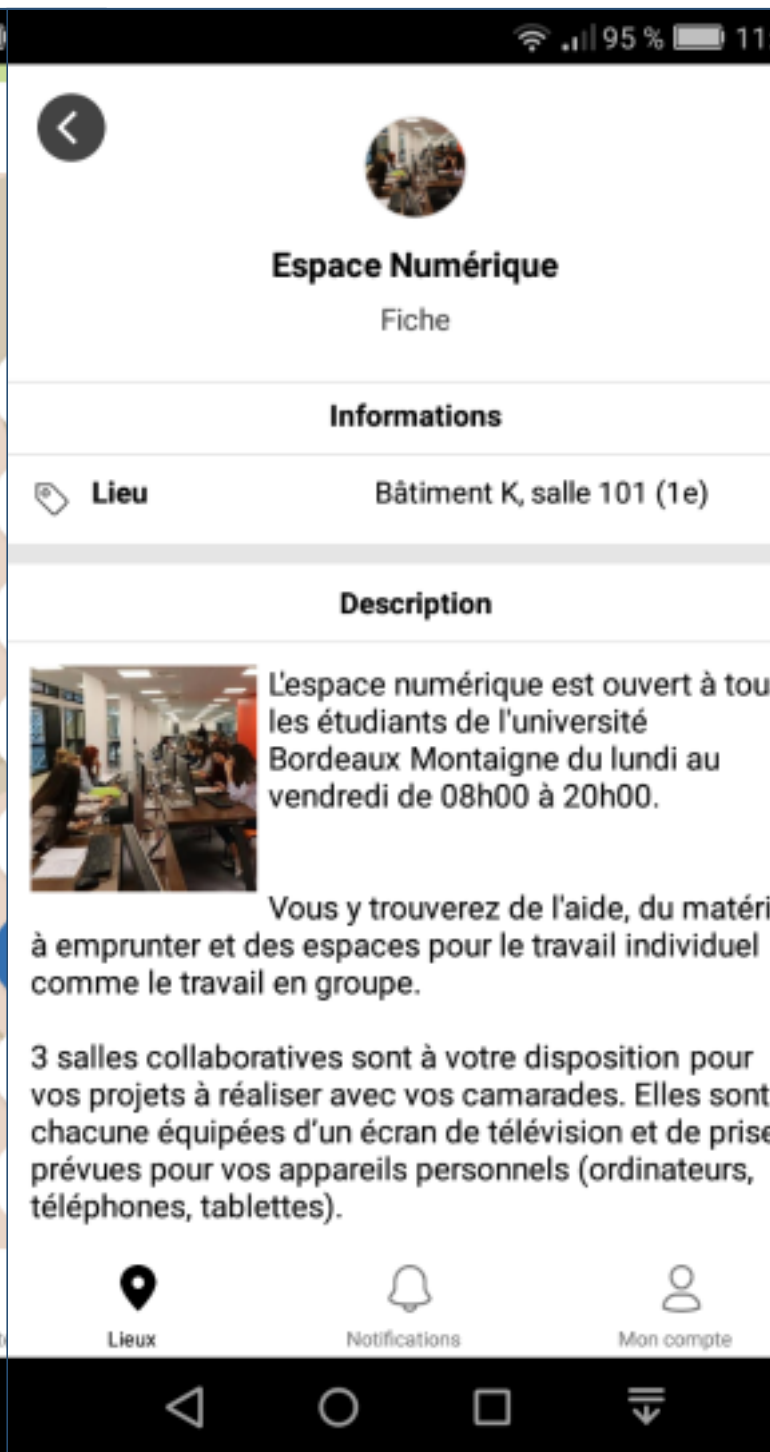 95 % 11
Espace Numérique
Fiche
Informations
Lieu Bâtiment K, salle 101 (1e)
Description
L'espace numérique est ouvert à tou
les étudiants de l'université
Bordeaux Montaigne du lundi au
vendredi de 08h00 à 20h00.
Vous y trouverez de l'aide, du matéri
à emprunter et des espaces pour le travail individuel
comme le travail en groupe.
3 salles collaboratives sont à votre disposition pour
vos projets à réaliser avec vos camarades. Elles sont
chacune équipées d'un écran de télévision et de prise
prévues pour vos appareils personnels (ordinateurs,
téléphones, tablettes).
Lieux Notifications Mon compte